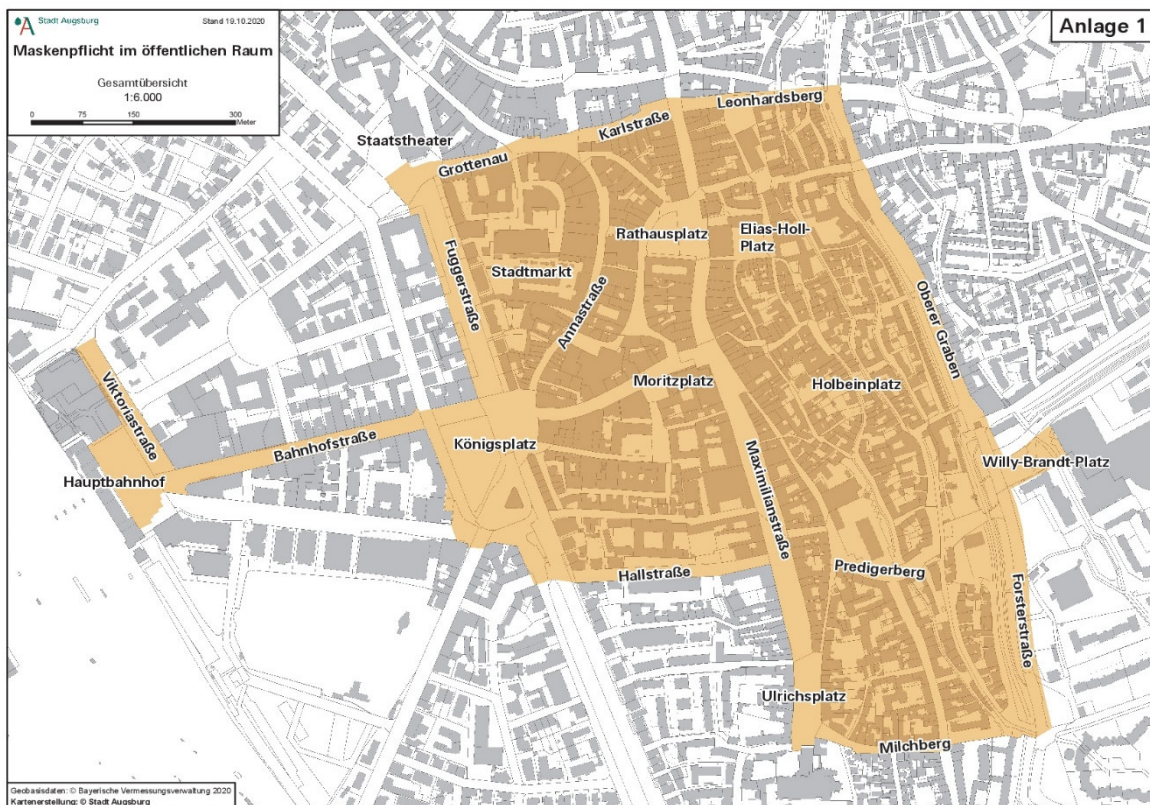 Stadt Augsburg
Stand 19.10.2020
Maskenpflicht im öffentlichen Raum
Gesamtübersicht
1:6.000
0 75 150 300
Meter
Anlage 1
Leonhardsberg
Karlstraße
Staatstheater
Grottenau
Rathausplatz
Elias-Holl-
Platz
Fuggerstraße
Stadtmarkt
Annastraße
Oberer Graben
Viktoriastraße
Moritzplatz
Holbeinplatz
Bahnhofstraße
Königsplatz
Maximilianstraße
Willy-Brandt-Platz
Hauptbahnhof
Hallstraße
Predigerberg
Forsterstraße
Ulrichsplatz
Milchberg
Geobasisdaten: © Bayerische Vermessungsverwaltung 2020
Kartenerstellung: © Stadt Augsburg